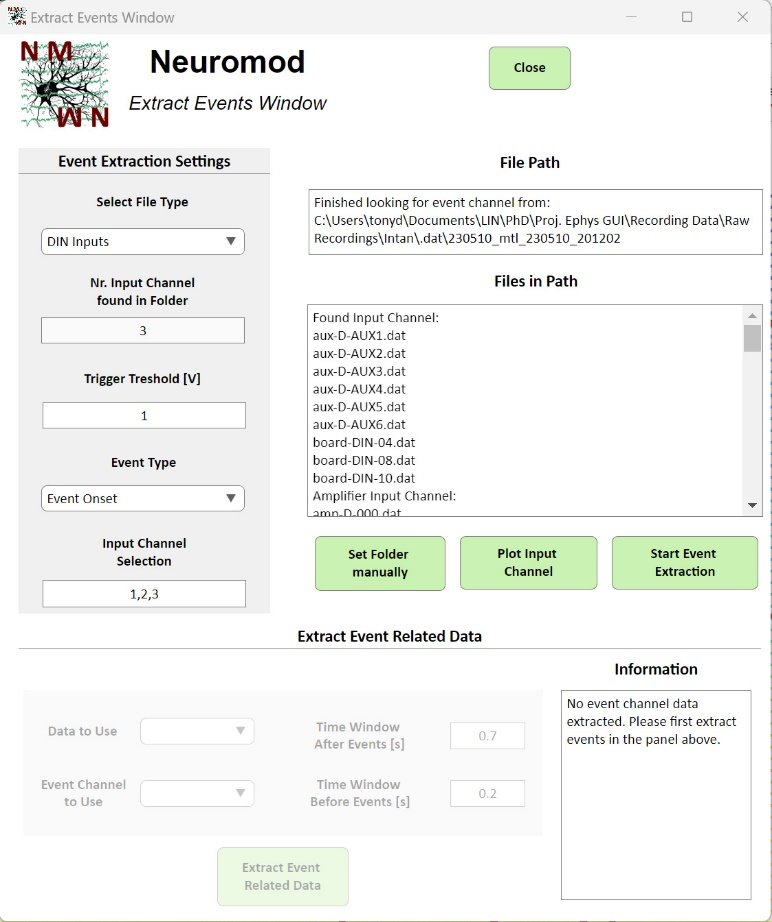 Extract Events Window
NM
WN
Neuromod
Extract Events Window
Close
Event Extraction Settings
Select File Type
DIN Inputs
Nr. Input Channel
found in Folder
3
Trigger Treshold [V]
1
Event Type
Event Onset
Input Channel
Selection
1,2,3
File Path
Finished looking for event channel from:
C:\Users\tonyd\Documents\LIN\PhD\Proj. Ephys GUI\Recording Data\Raw
Recordings\Intan\.dat\230510_mtl_230510_201202
Files in Path
Found Input Channel:
aux-D-AUX1.dat
aux-D-AUX2.dat
aux-D-AUX3.dat
aux-D-AUX4.dat
aux-D-AUX5.dat
aux-D-AUX6.dat
board-DIN-04.dat
board-DIN-08.dat
board-DIN-10.dat
Amplifier Input Channel:
amp-D-000.dat
Set Folder
manually
Plot Input
Channel
Start Event
Extraction
Extract Event Related Data
Data to Use
Event Channel
to Use
Time Window
After Events [s]
0.7
Time Window
Before Events [s]
0.2
Extract Event
Related Data
Information
No event channel data
extracted. Please first extract
events in the panel above.